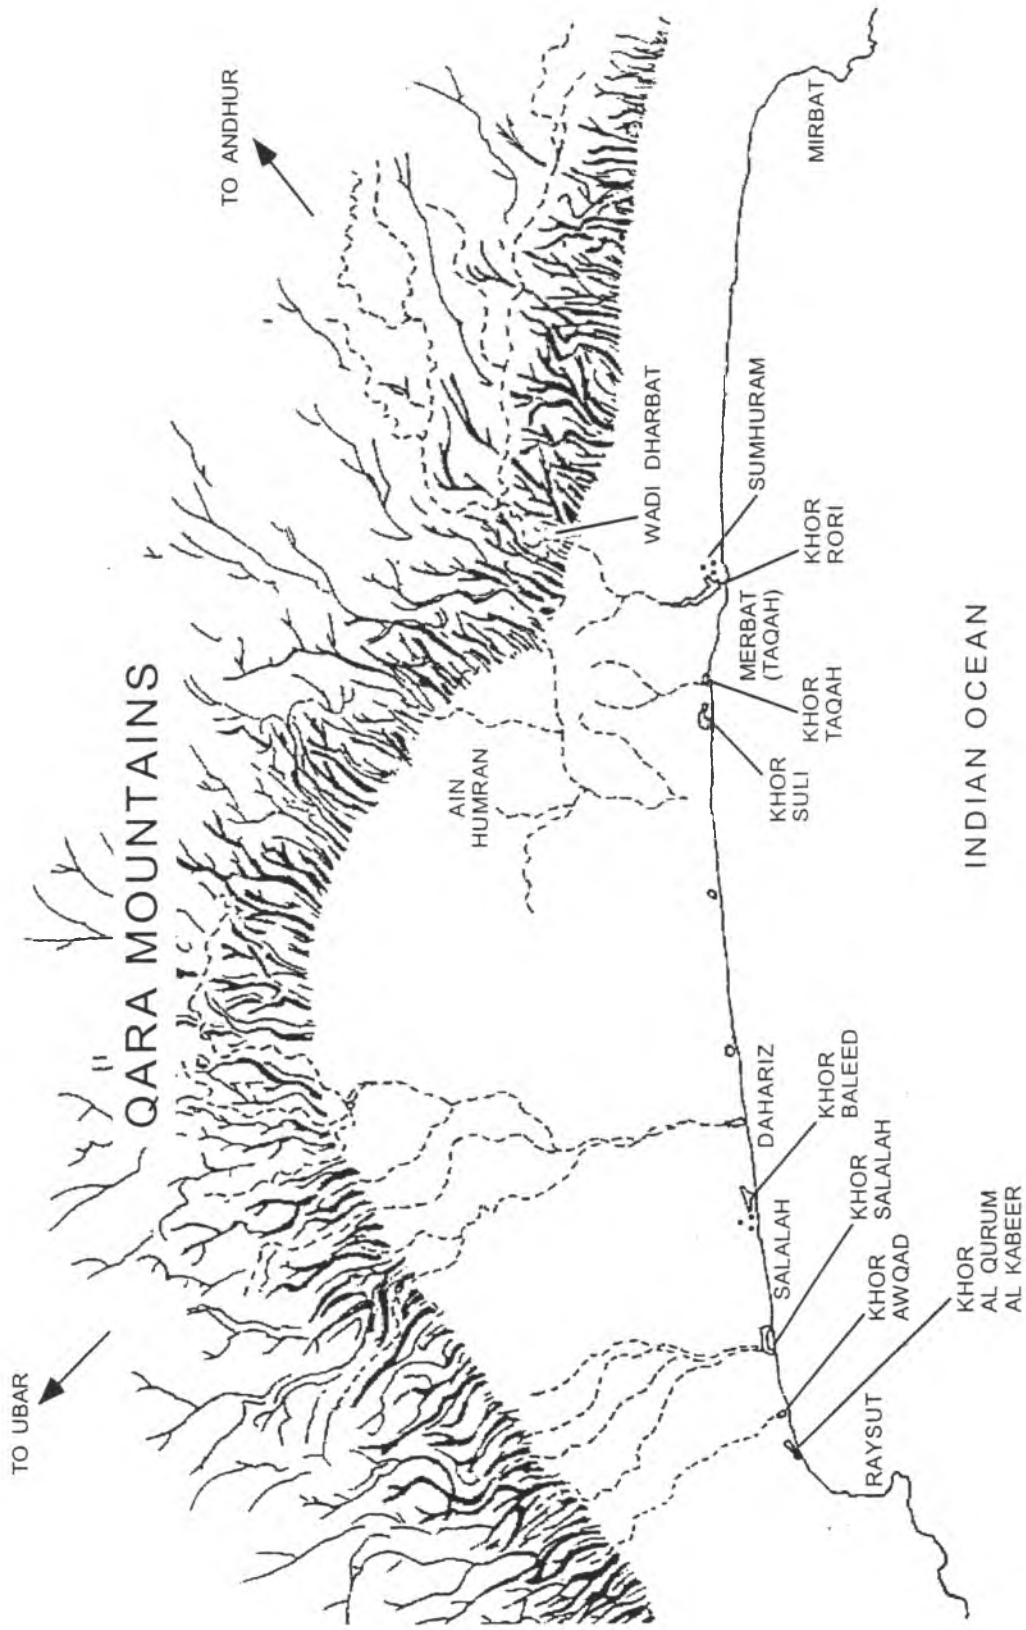 TO UBAR
TO ANDHUR
QARA MOUNTAINS
AIN
HUMRAN
WADI DHARBAT
SUMHURAM
KHOR
RORI
MERBAT
(TAQAH)
KHOR
TAQAH
KHOR
SULI
MIRBAT
DAHARIZ
KHOR
BALEED
SALALAH
KHOR
SALALAH
KHOR
AWQAD
KHOR
AL QURUM
AL KABEER
RAYSUT
INDIAN OCEAN